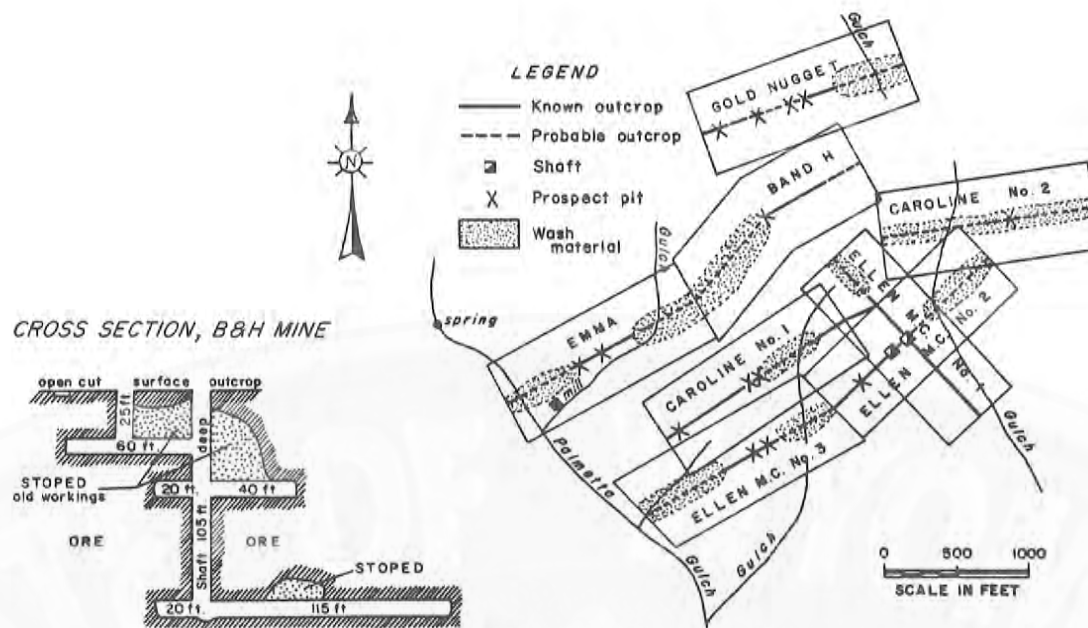 LEGEND
Known outcrop
Probable outcrop
Shaft
Prospect pit
Wash material
N
GOLD NUGGET
Gulch
BAND H
CAROLINE No. 2
Gulch
EMMA
mill
spring
CAROLINE No. 1
ELLEN M.C. No. 1
ELLEN M.C. No. 2
ELLEN M.C. No. 3
Palmetto Gulch
Gulch
Gulch
0 500 1000
SCALE IN FEET
CROSS SECTION, B&H MINE
open cut surface outcrop
25 ft
deep
60 ft.
STOPED
old workings
20 ft
40 ft
ORE
ORE
Shaft 105 ft
STOPED
20 ft.
115 ft